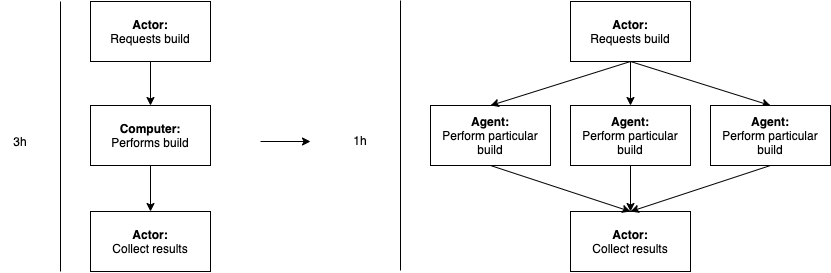 3h
Actor:
Requests build
Computer:
Performs build
Actor:
Collect results
1h
Actor:
Requests build
Agent:
Perform particular
build
Agent:
Perform particular
build
Agent:
Perform particular
build
Actor:
Collect results